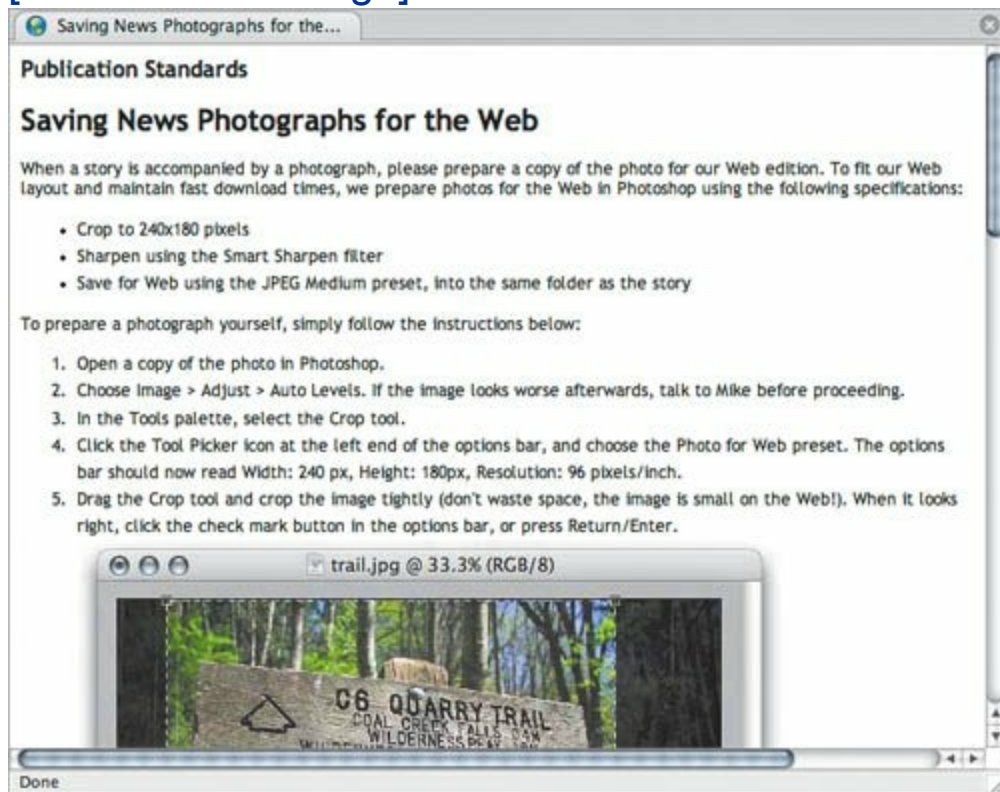 Saving News Photographs for the...
Publication Standards
Saving News Photographs for the Web
When a story is accompanied by a photograph, please prepare a copy of the photo for our Web edition. To fit our Web
layout and maintain fast download times, we prepare photos for the Web in Photoshop using the following specifications:
• Crop to 240x180 pixels
• Sharpen using the Smart Sharpen filter
• Save for Web using the JPEG Medium preset, into the same folder as the story
To prepare a photograph yourself, simply follow the instructions below:
1. Open a copy of the photo in Photoshop.
2. Choose Image > Adjust > Auto Levels. If the image looks worse afterwards, talk to Mike before proceeding.
3. In the Tools palette, select the Crop tool.
4. Click the Tool Picker icon at the left end of the options bar, and choose the Photo for Web preset. The options
bar should now read Width: 240 px, Height: 180px, Resolution: 96 pixels/inch.
5. Drag the Crop tool and crop the image tightly (don't waste space, the image is small on the Web!). When it looks
right, click the check mark button in the options bar, or press Return/Enter.
trail.jpg @ 33.3% (RGB/8)
C6 QUARRY TRAIL
COAL CREEK FALLS
WILDERNESS PEAK
Done